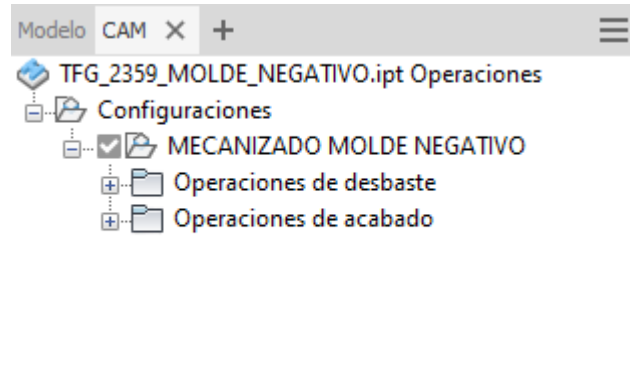 Modelo CAM × +
TFG_2359_MOLDE_NEGATIVO.ipt Operaciones
Configuraciones
MECANIZADO MOLDE NEGATIVO
Operaciones de desbaste
Operaciones de acabado